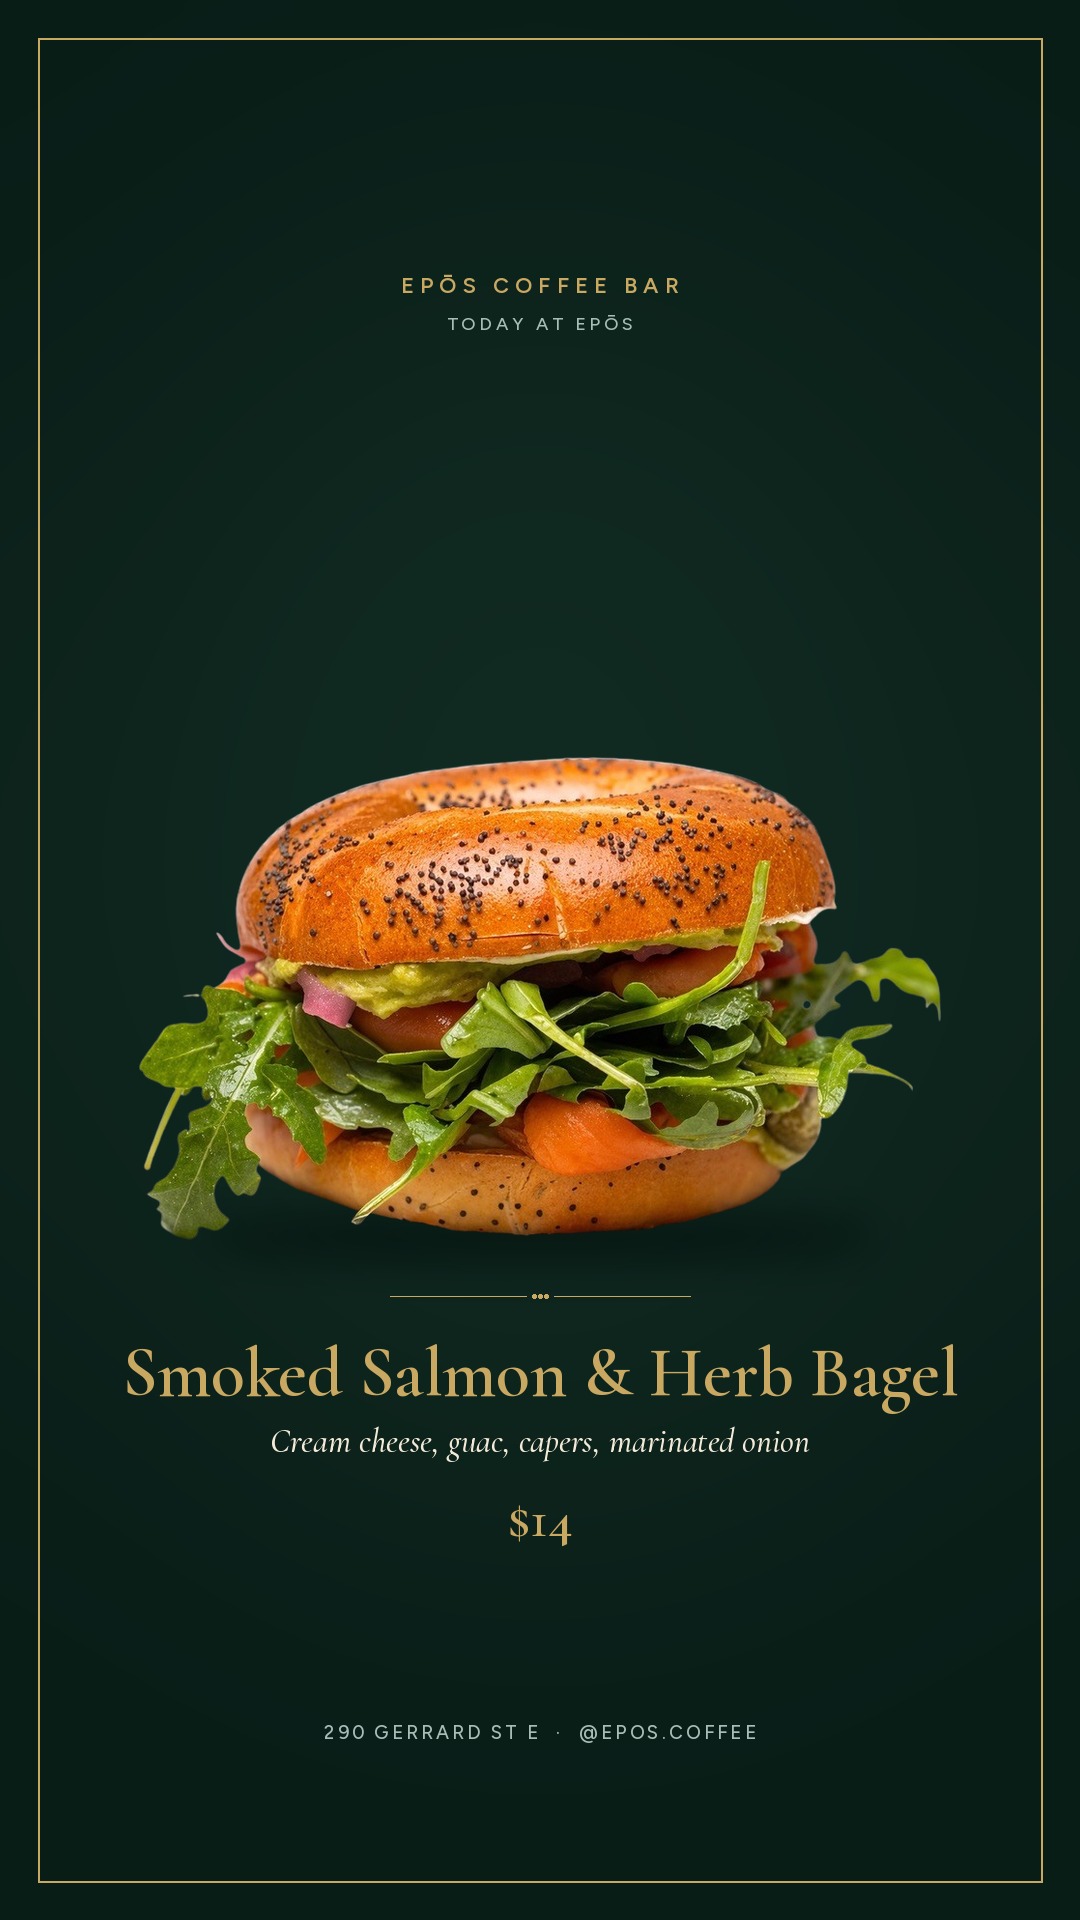 EPŌS COFFEE BAR
TODAY AT EPŌS
Smoked Salmon & Herb Bagel
Cream cheese, guac, capers, marinated onion
$14
290 GERRARD ST E · @EPOS.COFFEE